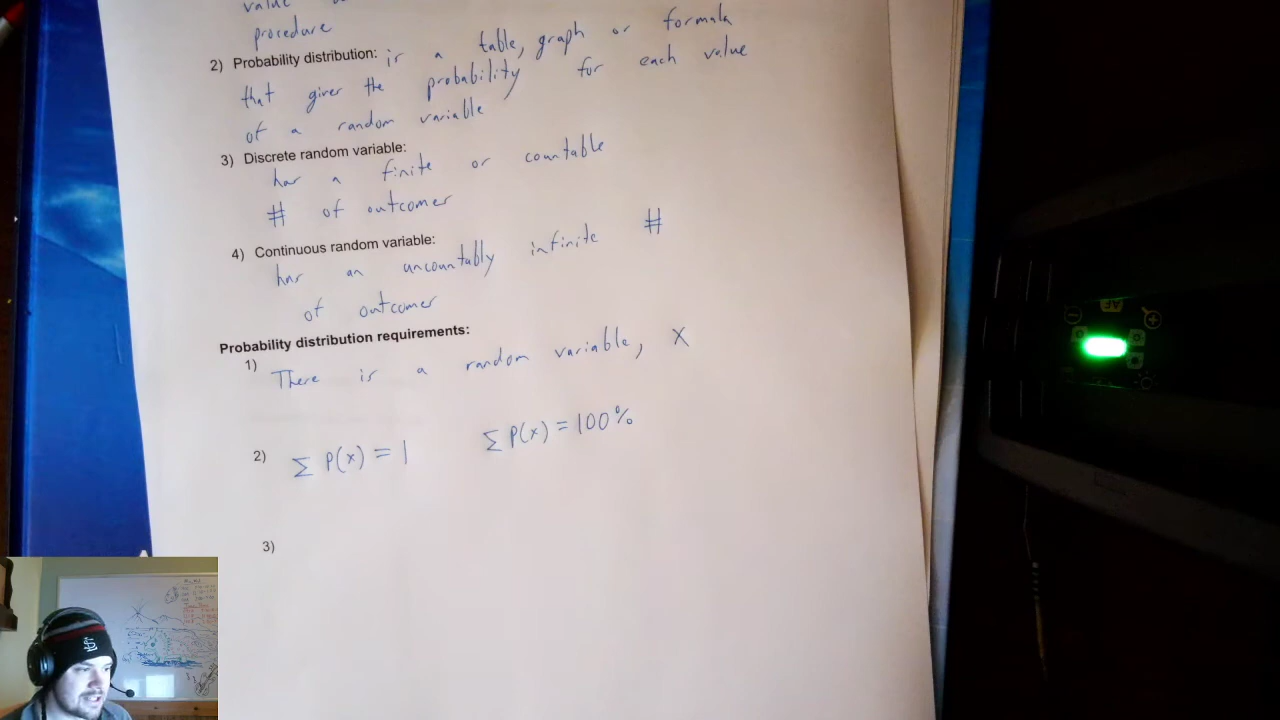 value
procedure
2) Probability distribution: is a table, graph or formula
that gives the probability for each value
of a random variable
3) Discrete random variable:
has a finite or countable
# of outcomes
4) Continuous random variable:
has an uncountably infinite #
of outcomes
Probability distribution requirements:
1) There is a random variable, X
2) Σ P(x) = 1 Σ P(x) = 100%
3)
AF